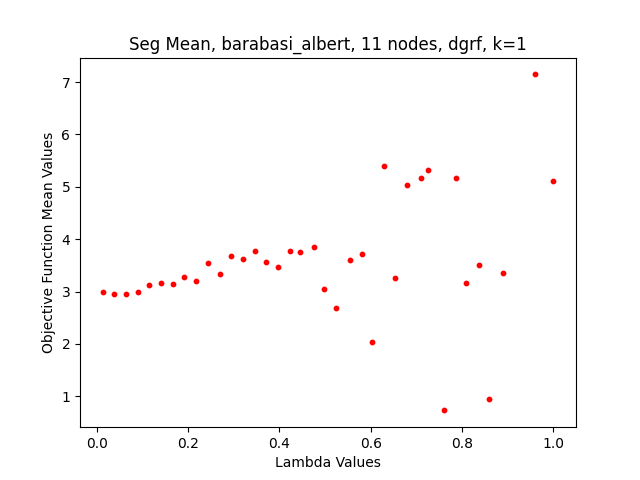 Seg Mean, barabasi_albert, 11 nodes, dgrf, k=1
Objective Function Mean Values
7
6
5
4
3
2
1
0.0 0.2 0.4 0.6 0.8 1.0
Lambda Values